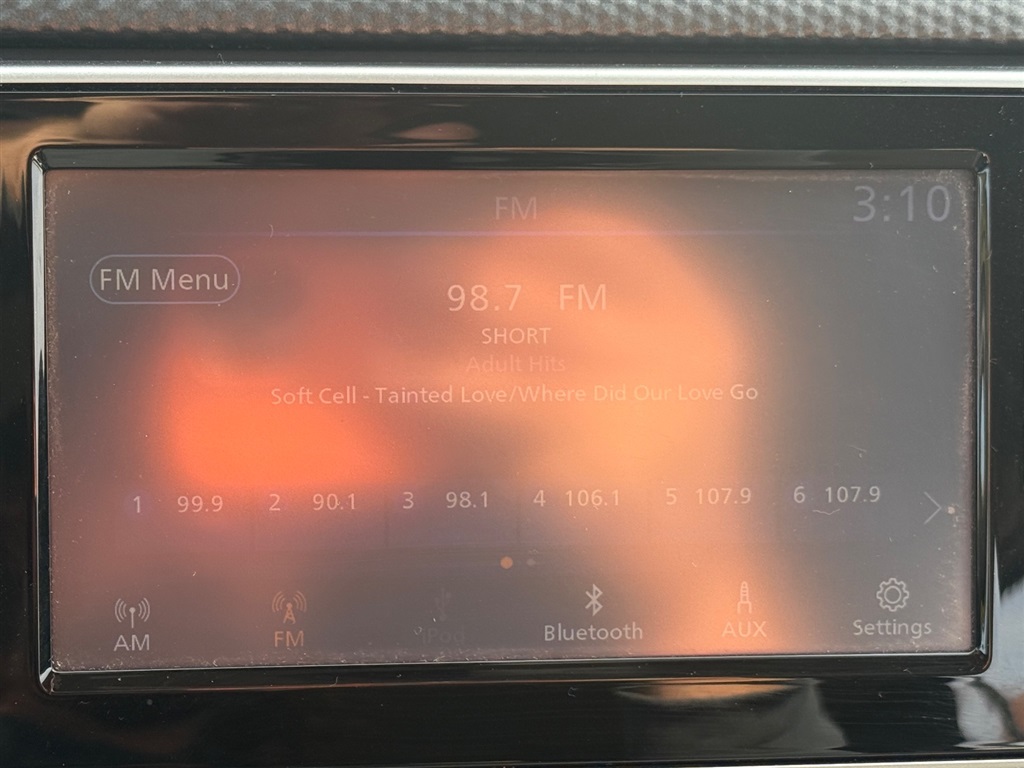 FM 3:10
FM Menu
98.7 FM
SHORT
Adult Hits
Soft Cell - Tainted Love/Where Did Our Love Go
1 99.9 2 90.1 3 98.1 4 106.1 5 107.9 6 107.9
AM FM iPod Bluetooth AUX Settings